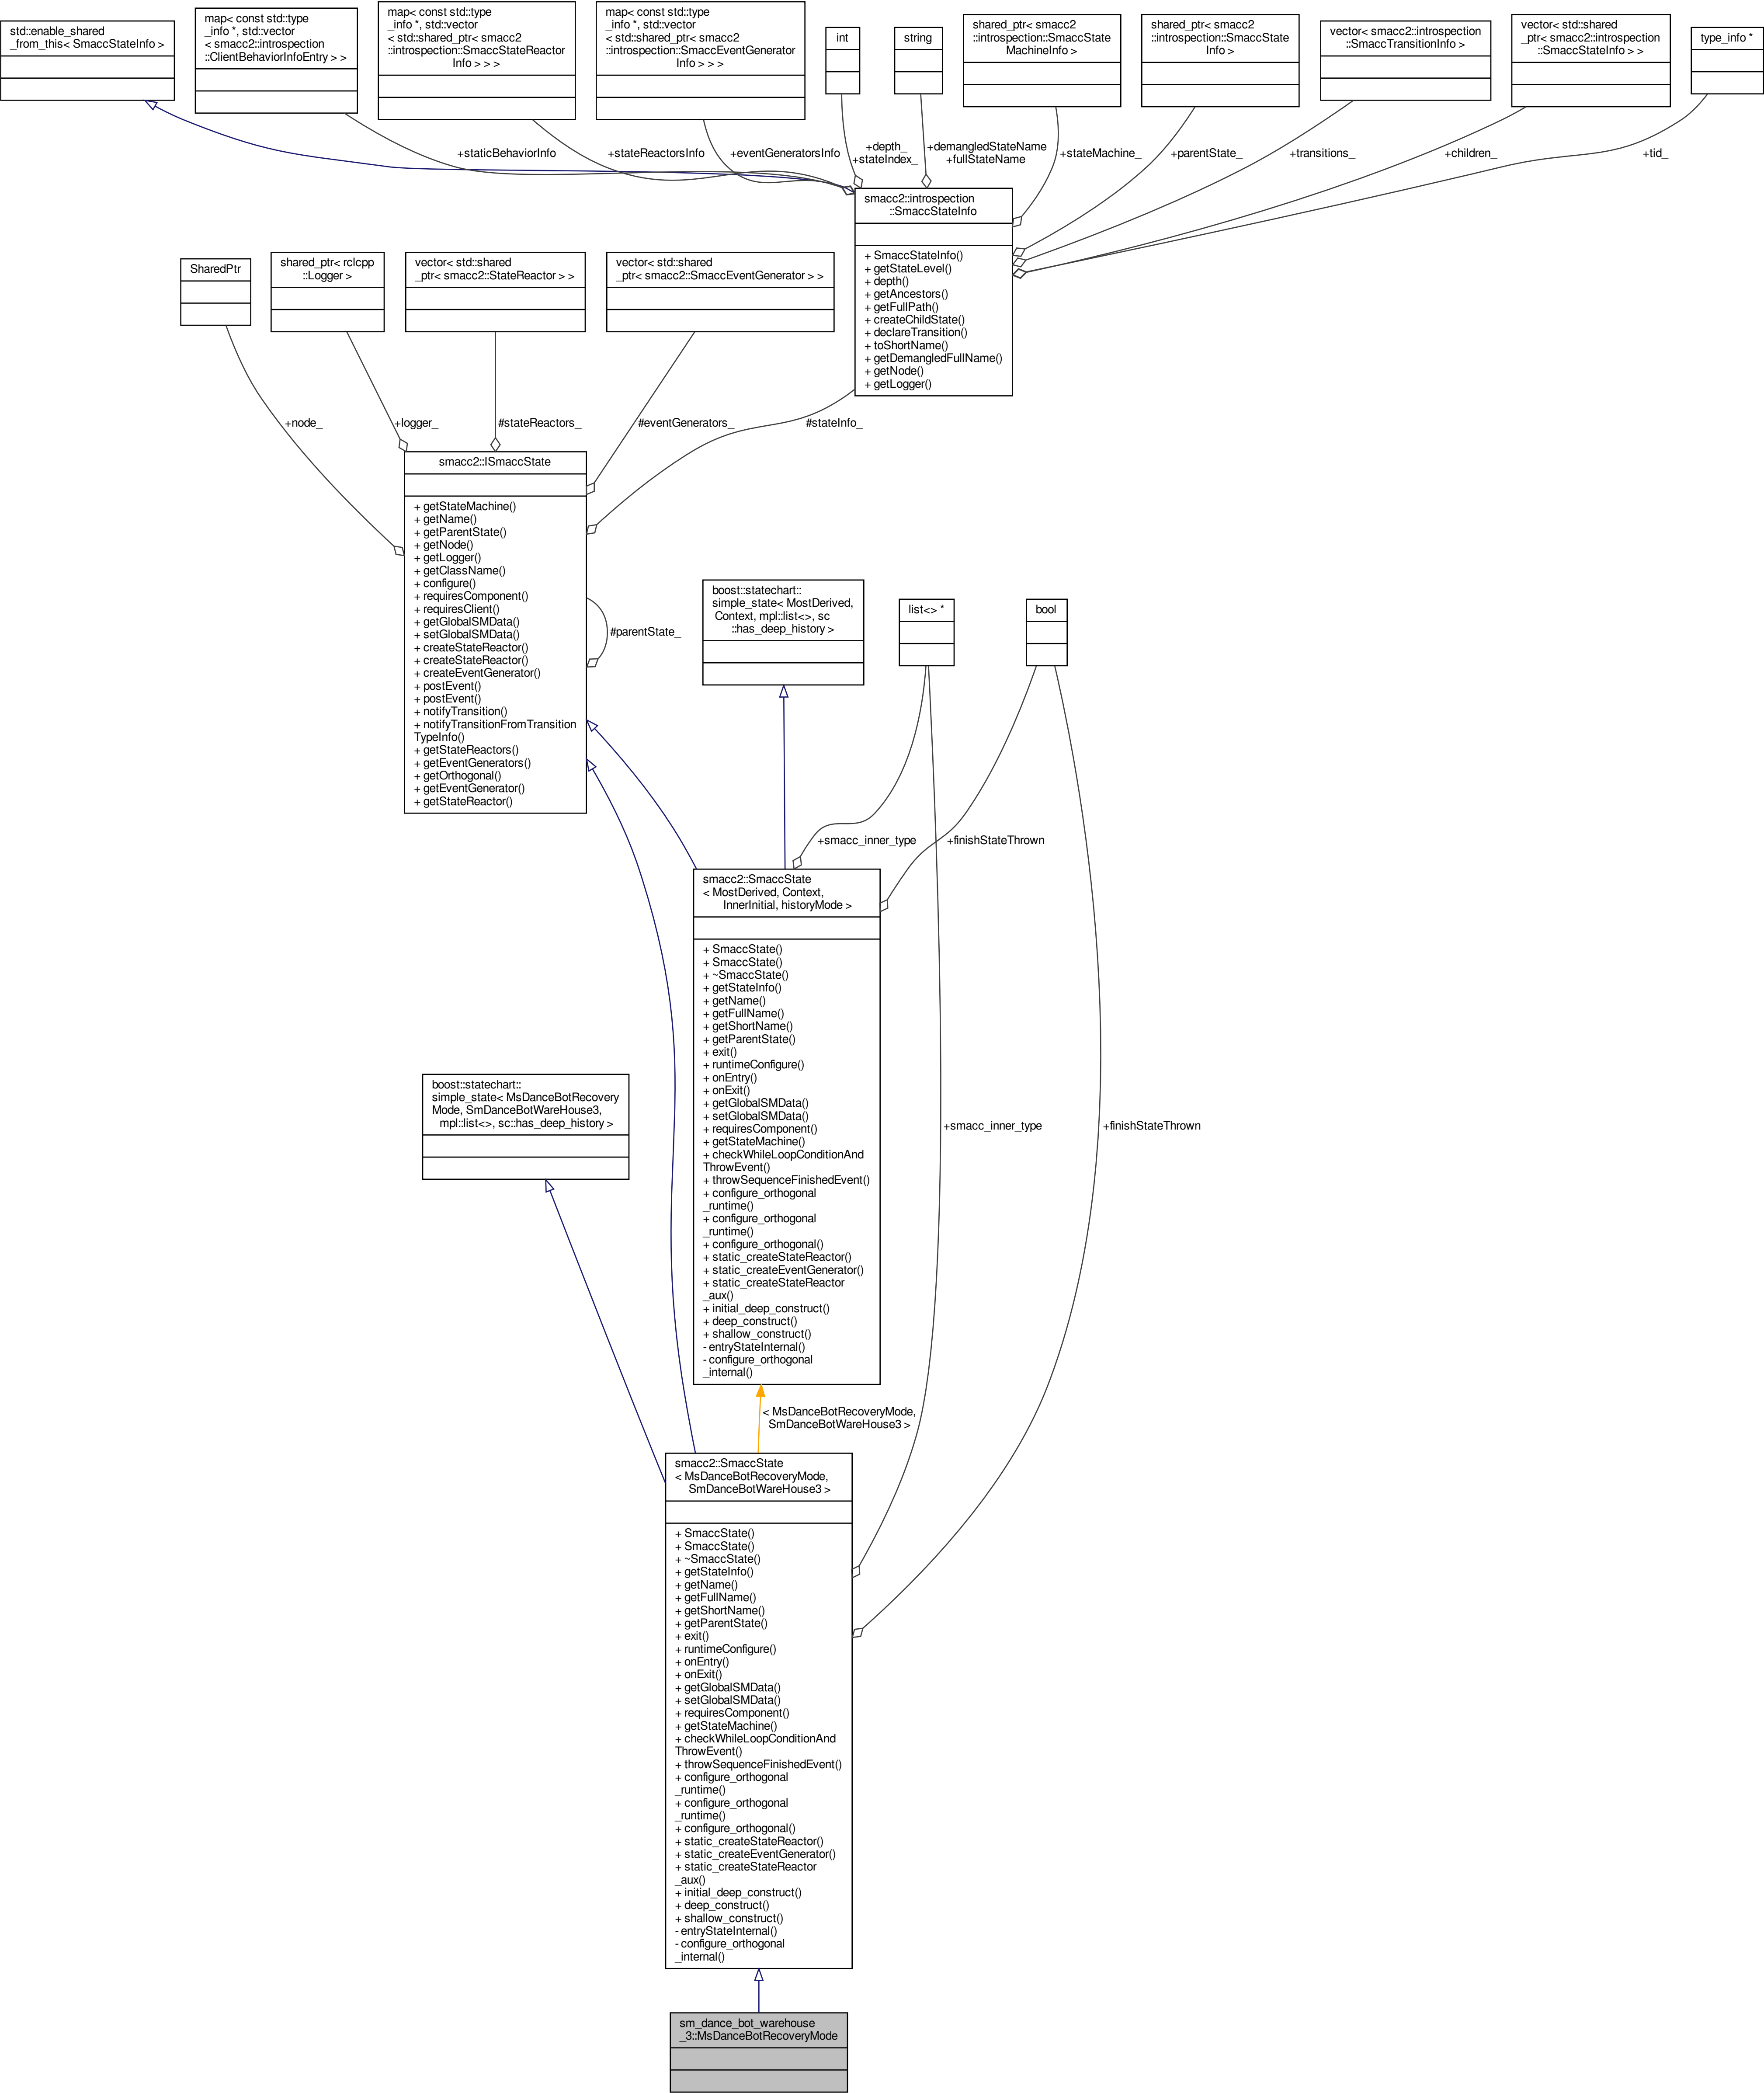 std::enable_shared
_from_this< SmaccStateInfo >
map< const std::type
_info *, std::vector
< smacc2::introspection
::ClientBehaviorInfoEntry > >
map< const std::type
_info *, std::vector
< std::shared_ptr< smacc2
::introspection::SmaccStateReactor
Info > > >
map< const std::type
_info *, std::vector
< std::shared_ptr< smacc2
::introspection::SmaccEventGenerator
Info > > >
int
string
shared_ptr< smacc2
::introspection::SmaccState
MachineInfo >
shared_ptr< smacc2
::introspection::SmaccState
Info >
vector< smacc2::introspection
::SmaccTransitionInfo >
vector< std::shared
_ptr< smacc2::introspection
::SmaccStateInfo > >
type_info *
+staticBehaviorInfo
+stateReactorsInfo
+eventGeneratorsInfo
+depth_
+stateIndex_
+demangledStateName
+fullStateName
+stateMachine_
+parentState_
+transitions_
+children_
+tid_
smacc2::introspection
::SmaccStateInfo
+ SmaccStateInfo()
+ getStateLevel()
+ depth()
+ getAncestors()
+ getFullPath()
+ createChildState()
+ declareTransition()
+ toShortName()
+ getDemangledFullName()
+ getNode()
+ getLogger()
SharedPtr
shared_ptr< rclcpp
::Logger >
vector< std::shared
_ptr< smacc2::StateReactor > >
vector< std::shared
_ptr< smacc2::SmaccEventGenerator > >
+node_
+logger_
#stateReactors_
#eventGenerators_
#stateInfo_
smacc2::ISmaccState
+ getStateMachine()
+ getName()
+ getParentState()
+ getNode()
+ getLogger()
+ getClassName()
+ configure()
+ requiresComponent()
+ requiresClient()
+ getGlobalSMData()
+ setGlobalSMData()
+ createStateReactor()
+ createStateReactor()
+ createEventGenerator()
+ postEvent()
+ postEvent()
+ notifyTransition()
+ notifyTransitionFromTransition
TypeInfo()
+ getStateReactors()
+ getEventGenerators()
+ getOrthogonal()
+ getEventGenerator()
+ getStateReactor()
#parentState_
boost::statechart::
simple_state< MostDerived,
Context, mpl::list<>, sc
::has_deep_history >
list<> *
bool
+smacc_inner_type
+finishStateThrown
smacc2::SmaccState
< MostDerived, Context,
InnerInitial, historyMode >
+ SmaccState()
+ SmaccState()
+ ~SmaccState()
+ getStateInfo()
+ getName()
+ getFullName()
+ getShortName()
+ getParentState()
+ exit()
+ runtimeConfigure()
+ onEntry()
+ onExit()
+ getGlobalSMData()
+ setGlobalSMData()
+ requiresComponent()
+ getStateMachine()
+ checkWhileLoopConditionAnd
ThrowEvent()
+ throwSequenceFinishedEvent()
+ configure_orthogonal
_runtime()
+ configure_orthogonal
_runtime()
+ configure_orthogonal()
+ static_createStateReactor()
+ static_createEventGenerator()
+ static_createStateReactor
_aux()
+ initial_deep_construct()
+ deep_construct()
+ shallow_construct()
- entryStateInternal()
- configure_orthogonal
_internal()
boost::statechart::
simple_state< MsDanceBotRecovery
Mode, SmDanceBotWareHouse3,
mpl::list<>, sc::has_deep_history >
+smacc_inner_type
+finishStateThrown
< MsDanceBotRecoveryMode,
SmDanceBotWareHouse3 >
smacc2::SmaccState
< MsDanceBotRecoveryMode,
SmDanceBotWareHouse3 >
+ SmaccState()
+ SmaccState()
+ ~SmaccState()
+ getStateInfo()
+ getName()
+ getFullName()
+ getShortName()
+ getParentState()
+ exit()
+ runtimeConfigure()
+ onEntry()
+ onExit()
+ getGlobalSMData()
+ setGlobalSMData()
+ requiresComponent()
+ getStateMachine()
+ checkWhileLoopConditionAnd
ThrowEvent()
+ throwSequenceFinishedEvent()
+ configure_orthogonal
_runtime()
+ configure_orthogonal
_runtime()
+ configure_orthogonal()
+ static_createStateReactor()
+ static_createEventGenerator()
+ static_createStateReactor
_aux()
+ initial_deep_construct()
+ deep_construct()
+ shallow_construct()
- entryStateInternal()
- configure_orthogonal
_internal()
sm_dance_bot_warehouse
_3::MsDanceBotRecoveryMode